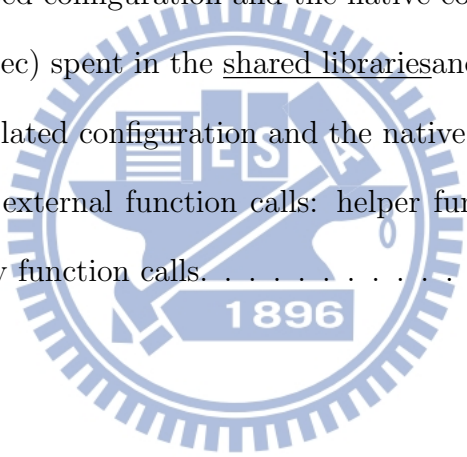 ed configuration and the native co
ec) spent in the shared librariesand
lated configuration and the native
external function calls: helper fun
y function calls. . . . . . . . . . . .
E S A
1896